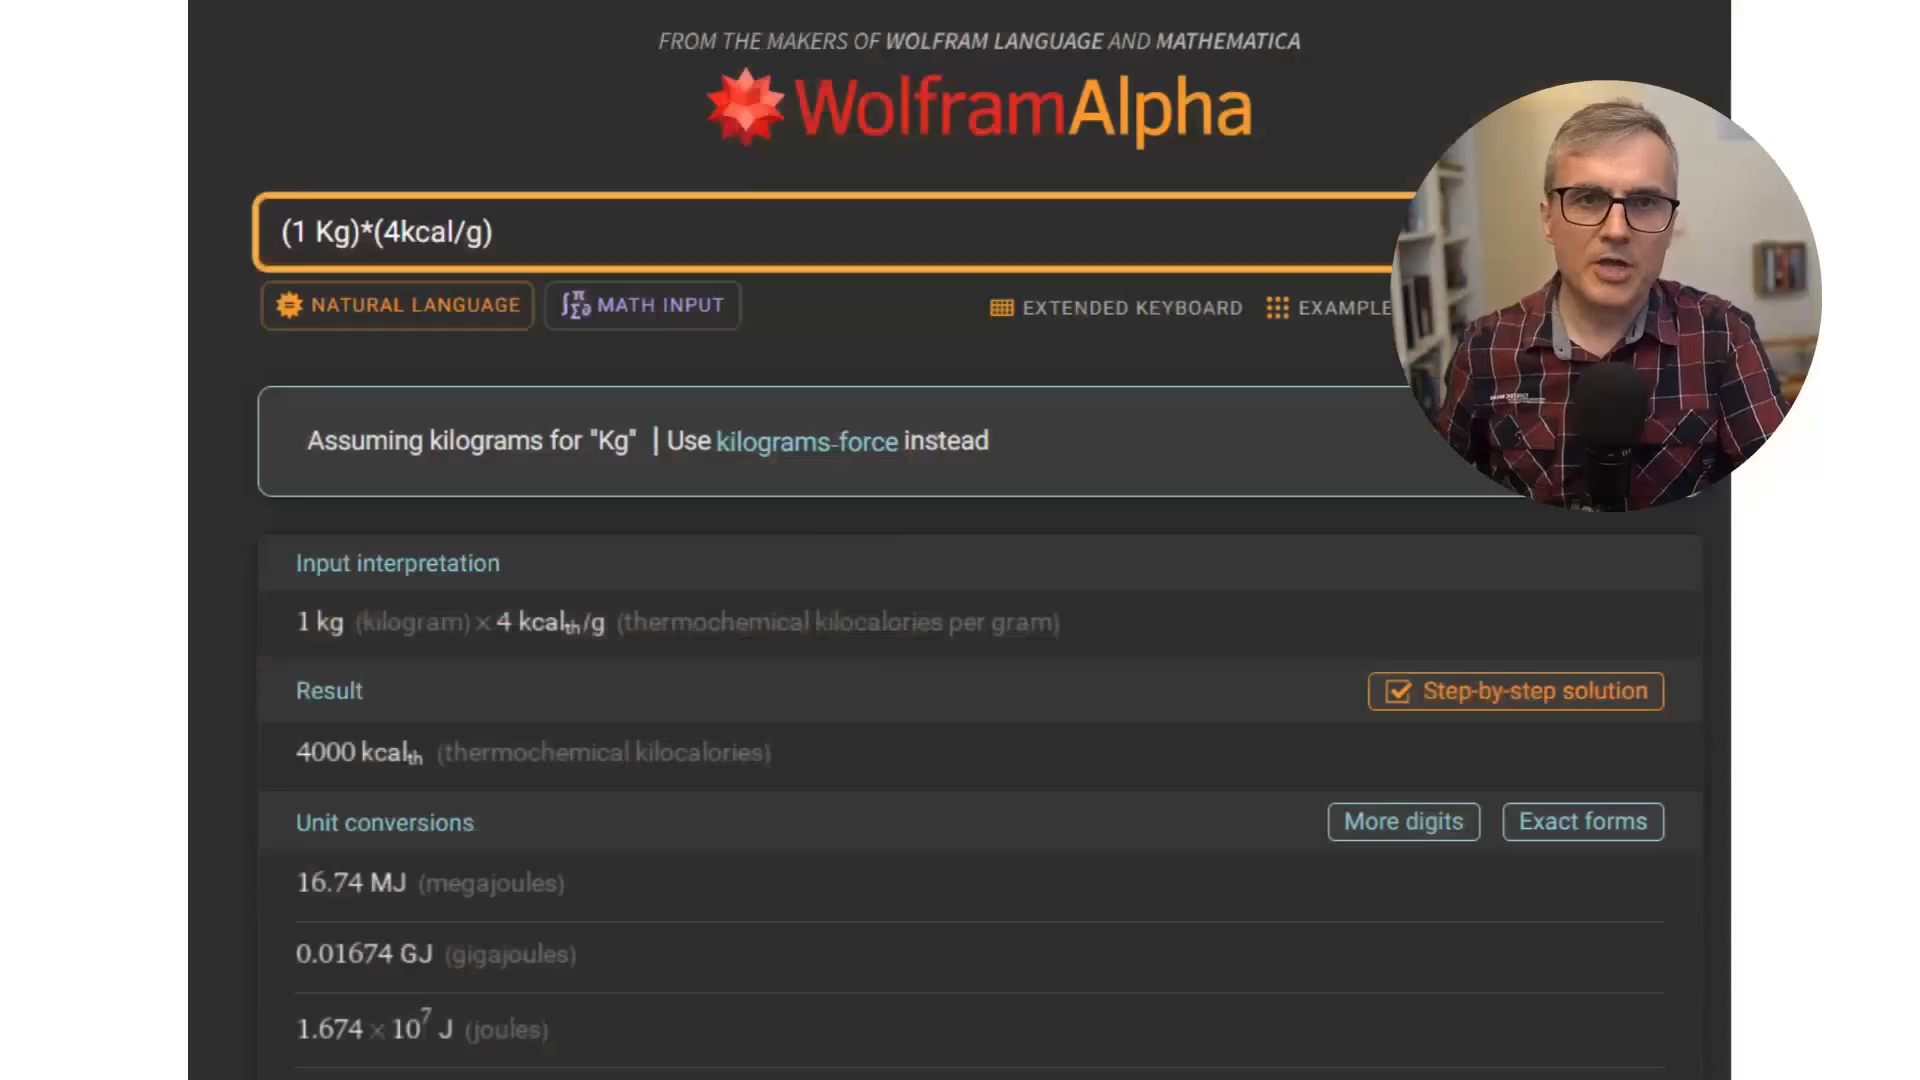 FROM THE MAKERS OF WOLFRAM LANGUAGE AND MATHEMATICA
WolframAlpha
(1 Kg)*(4kcal/g)
NATURAL LANGUAGE
MATH INPUT
EXTENDED KEYBOARD
EXAMPLE
Assuming kilograms for "Kg" | Use kilograms-force instead
Input interpretation
1 kg (kilogram) × 4 kcalth/g (thermochemical kilocalories per gram)
Result
Step-by-step solution
4000 kcalth (thermochemical kilocalories)
Unit conversions
More digits
Exact forms
16.74 MJ (megajoules)
0.01674 GJ (gigajoules)
1.674 × 10⁷ J (joules)